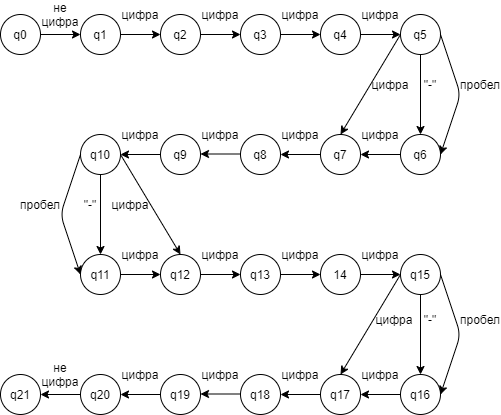 не
цифра цифра цифра цифра цифра
q0 q1 q2 q3 q4 q5
цифра "-" пробел
цифра цифра цифра цифра
q10 q9 q8 q7 q6
пробел "-" цифра
цифра цифра цифра цифра
q11 q12 q13 14 q15
цифра "-" пробел
не
цифра цифра цифра цифра цифра
q21 q20 q19 q18 q17 q16